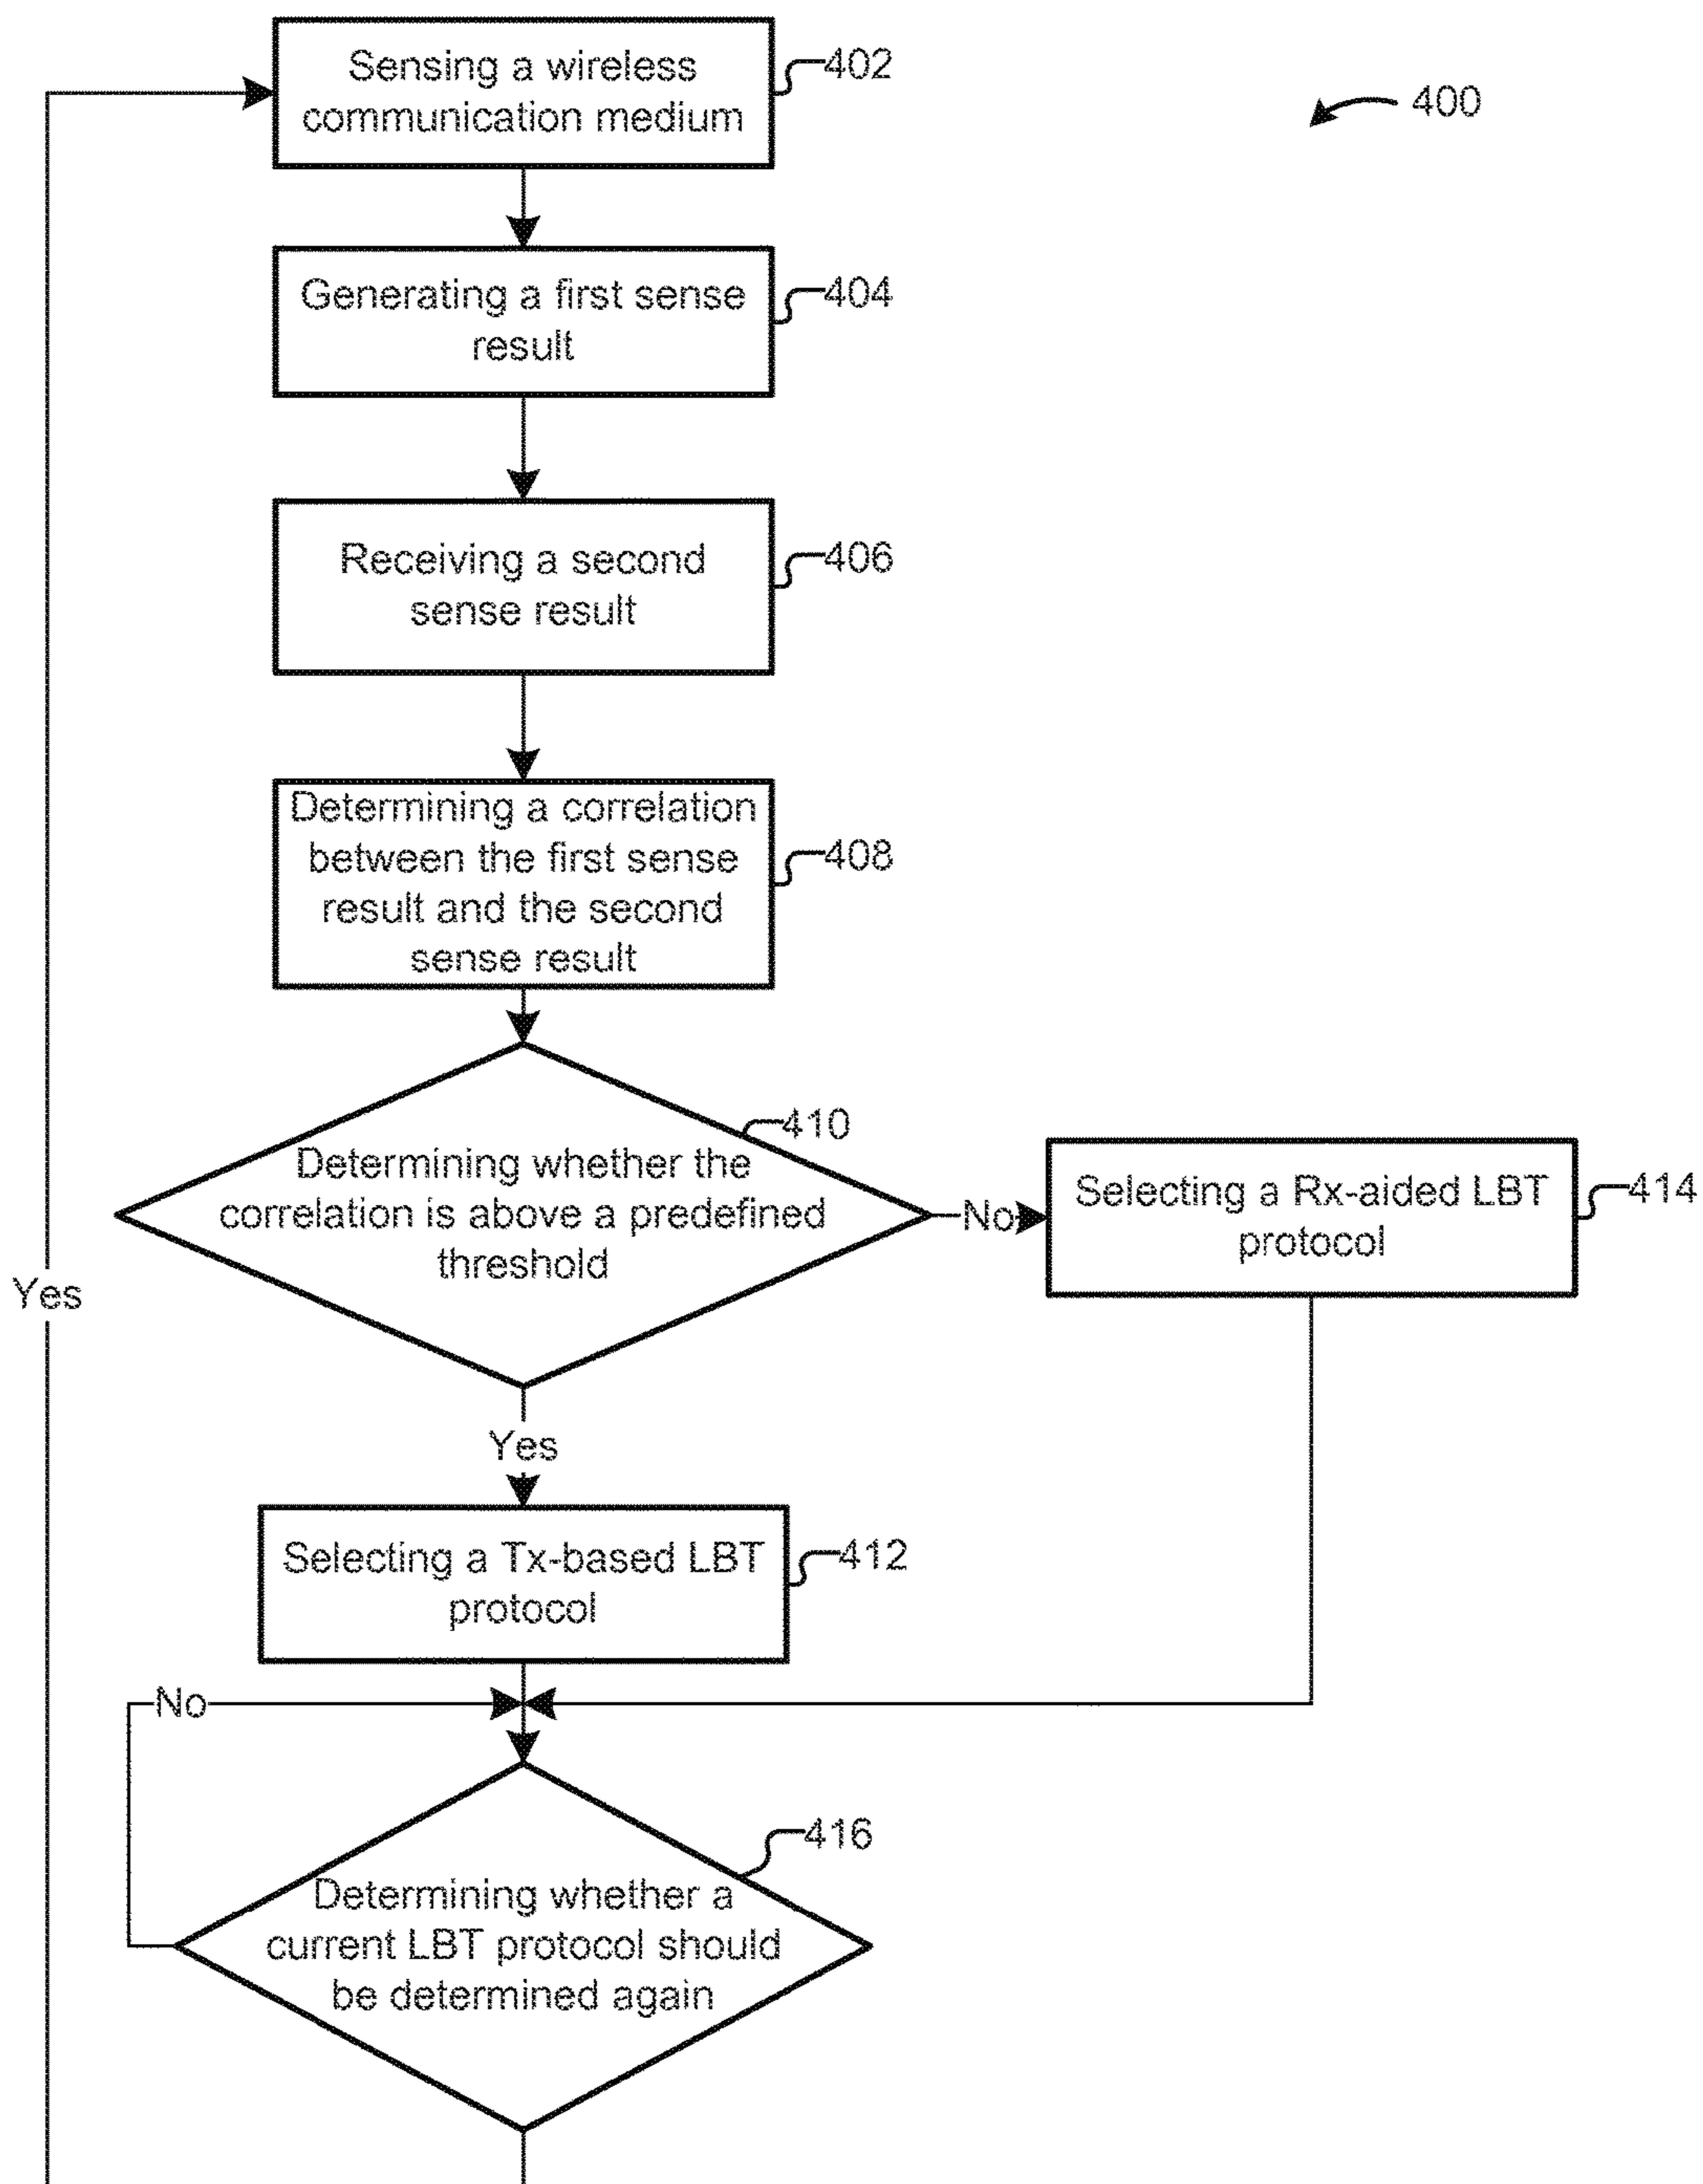 Sensing a wireless
communication medium
402
400
Generating a first sense
result
404
Receiving a second
sense result
406
Determining a correlation
between the first sense
result and the second
sense result
408
410
Determining whether the
correlation is above a predefined
threshold
No
Selecting a Rx-aided LBT
protocol
414
Yes
Yes
Selecting a Tx-based LBT
protocol
412
No
416
Determining whether a
current LBT protocol should
be determined again